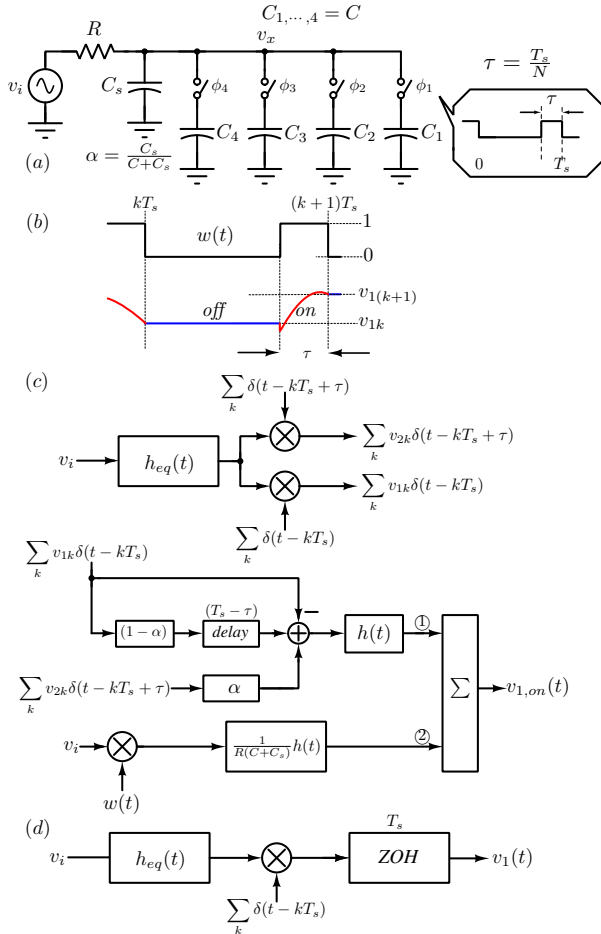 C_{1,⋯,4} = C
(a)
R
v_x
v_i
C_s
ϕ_4
ϕ_3
ϕ_2
ϕ_1
C_4
C_3
C_2
C_1
α = C_s/(C+C_s)
τ = T_s/N
τ
0
T_s
(b)
kT_s
(k+1)T_s
w(t)
1
0
off
on
v_{1(k+1)}
v_{1k}
τ
(c)
∑_k δ(t − kT_s + τ)
v_i
h_{eq}(t)
∑_k v_{2k}δ(t − kT_s + τ)
∑_k v_{1k}δ(t − kT_s)
∑_k δ(t − kT_s)
∑_k v_{1k}δ(t − kT_s)
(1 − α)
(T_s − τ)
delay
−
+
h(t)
①
∑_k v_{2k}δ(t − kT_s + τ)
α
∑
v_{1,on}(t)
v_i
1/(R(C+C_s)) h(t)
②
w(t)
(d)
v_i
h_{eq}(t)
T_s
ZOH
v_1(t)
∑_k δ(t − kT_s)